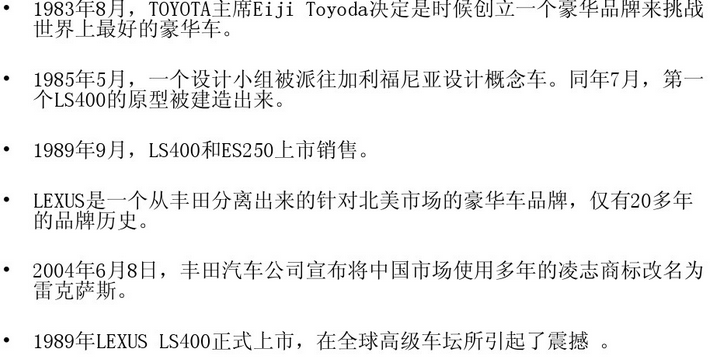 • 1983年8月，TOYOTA主席Eiji Toyoda决定是时候创立一个豪华品牌来挑战
世界上最好的豪华车。
• 1985年5月，一个设计小组被派往加利福尼亚设计概念车。同年7月，第一
个LS400的原型被建造出来。
• 1989年9月，LS400和ES250上市销售。
• LEXUS是一个从丰田分离出来的针对北美市场的豪华车品牌，仅有20多年
的品牌历史。
• 2004年6月8日，丰田汽车公司宣布将中国市场使用多年的凌志商标改名为
雷克萨斯。
• 1989年LEXUS LS400正式上市，在全球高级车坛所引起了震撼 。